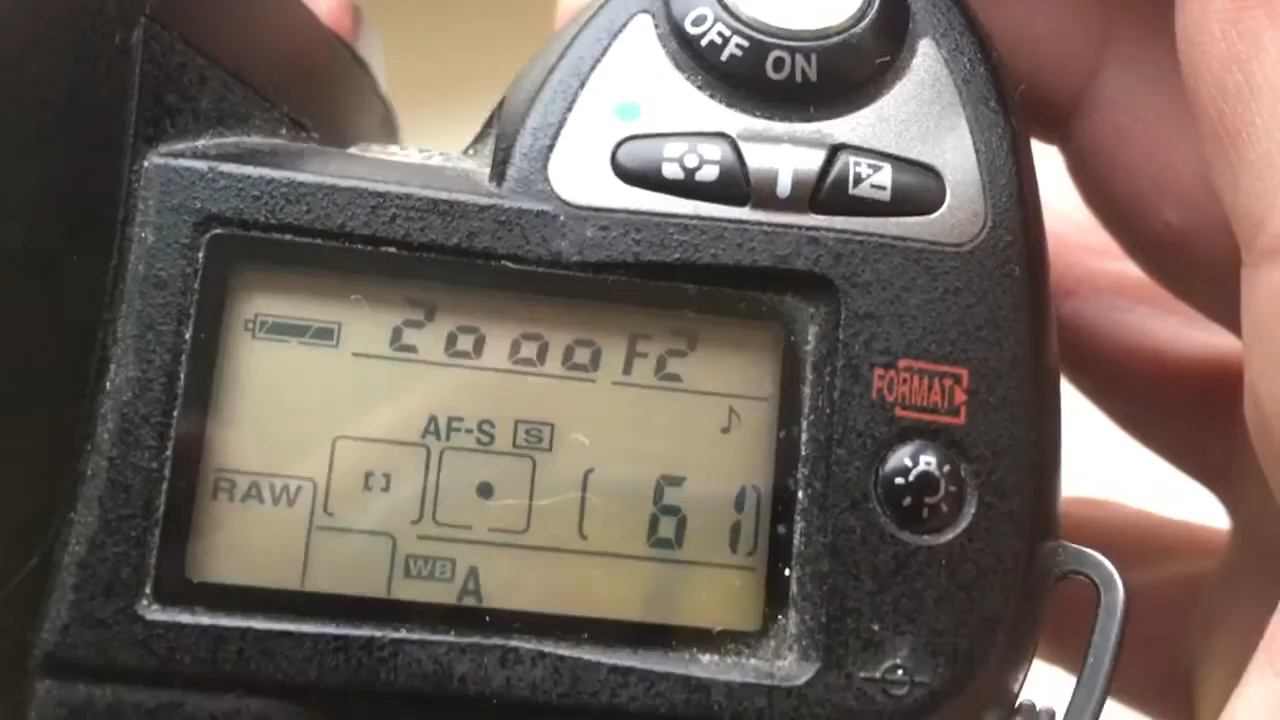 OFF ON
2000 F2
FORMAT
AF-S S
RAW
[ 61]
WB A